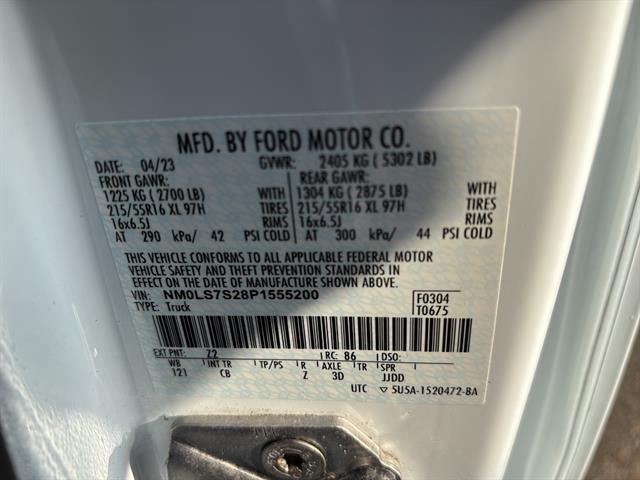 MFD. BY FORD MOTOR CO.
DATE: 04/23 GVWR: 2405 KG ( 5302 LB)
FRONT GAWR: REAR GAWR:
1225 KG ( 2700 LB) WITH 1304 KG ( 2875 LB) WITH
215/55R16 XL 97H TIRES 215/55R16 XL 97H TIRES
16x6.5J RIMS 16x6.5J RIMS
AT 290 kPa/ 42 PSI COLD AT 300 kPa/ 44 PSI COLD
THIS VEHICLE CONFORMS TO ALL APPLICABLE FEDERAL MOTOR
VEHICLE SAFETY AND THEFT PREVENTION STANDARDS IN
EFFECT ON THE DATE OF MANUFACTURE SHOWN ABOVE.
VIN: NM0LS7S28P1555200 F0304
TYPE: Truck T0675
EXT PNT: Z2 RC: 86 DSO:
WB INT TR TP/PS R AXLE TR SPR
121 CB Z 3D JJDD
UTC ▽ 5U5A-1520472-BA